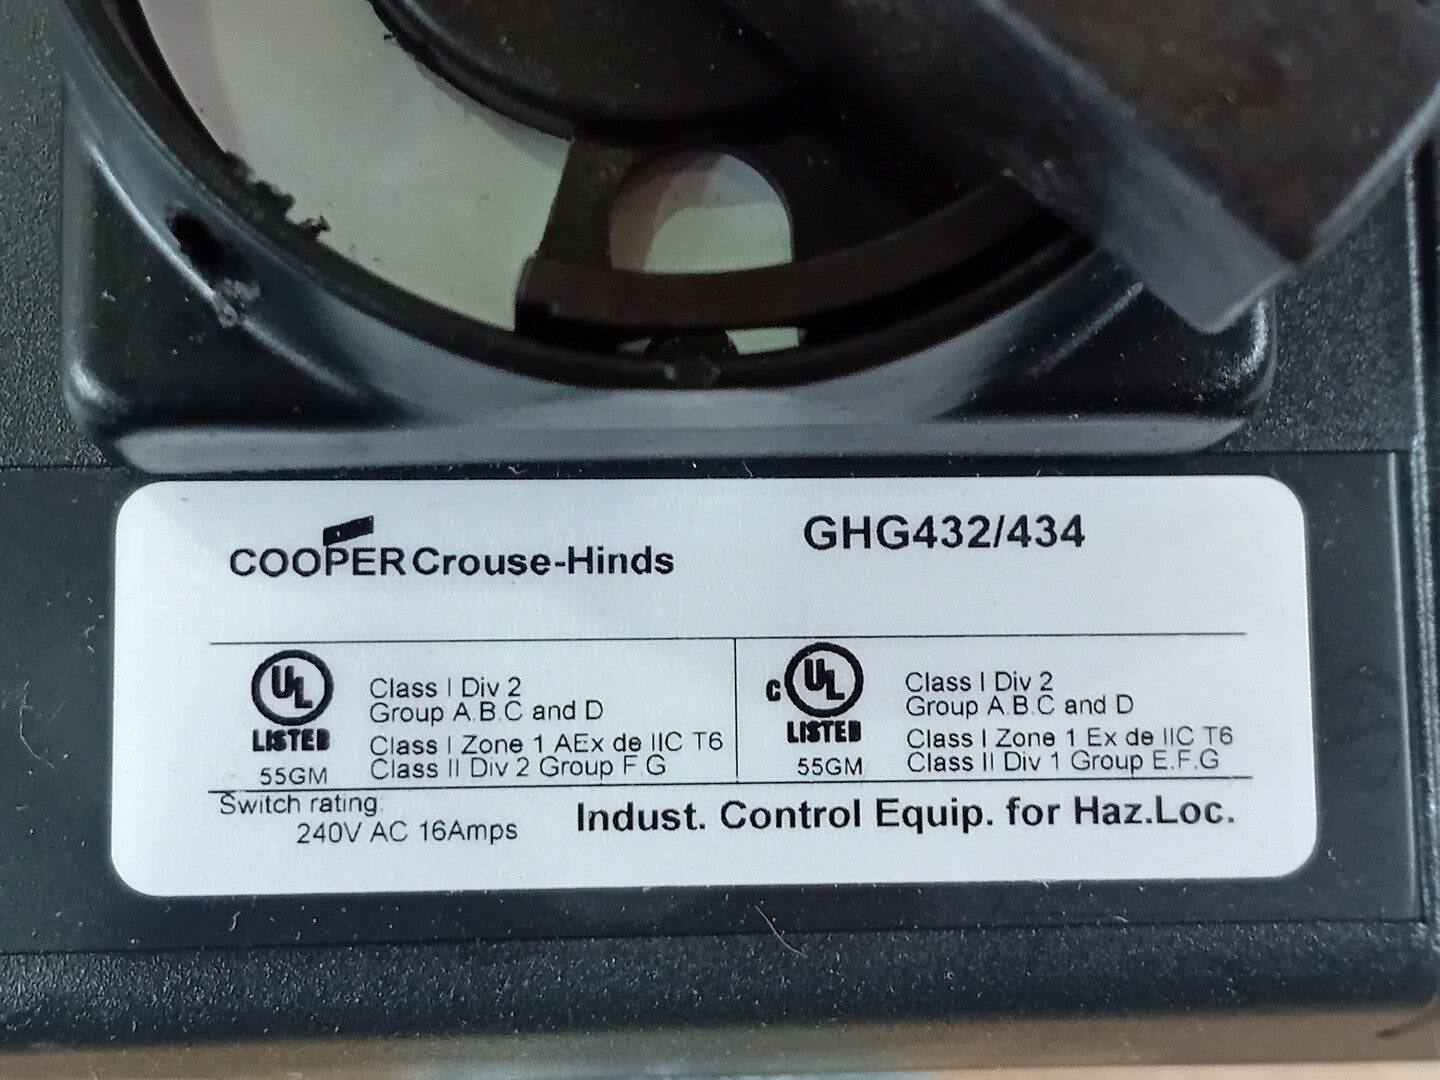 COOPER Crouse-Hinds
GHG432/434
UL
LISTED
55GM
Class I Div 2
Group A.B.C and D
Class I Zone 1 AEx de IIC T6
Class II Div 2 Group F.G
c UL
LISTED
55GM
Class I Div 2
Group A.B.C and D
Class I Zone 1 Ex de IIC T6
Class II Div 1 Group E.F.G
Switch rating:
240V AC 16Amps
Indust. Control Equip. for Haz.Loc.